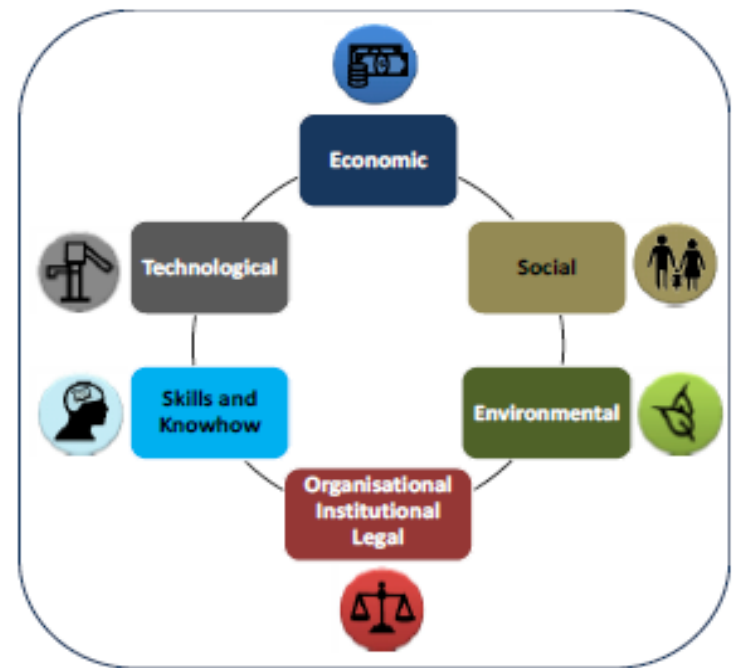 Economic
Technological
Social
Skills and
Knowhow
Environmental
Organisational
Institutional
Legal